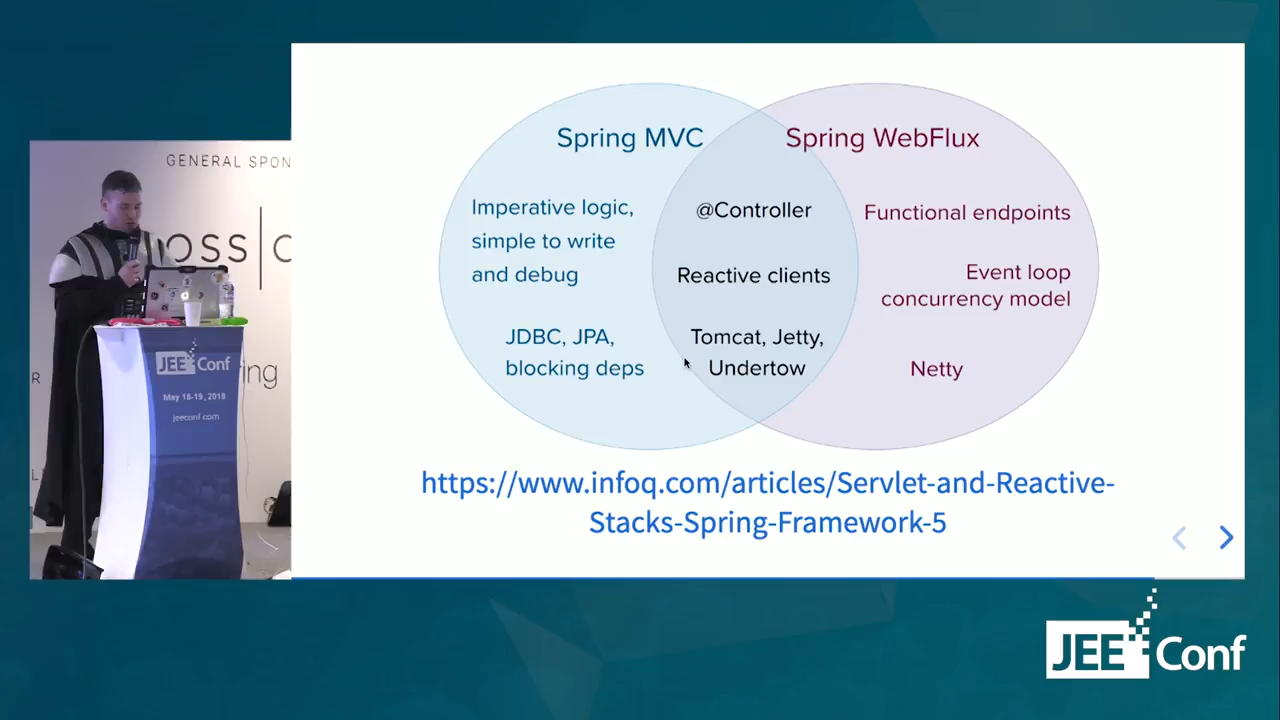 GENERAL SPON
oss|c
ing
R
JEE Conf
May 18-19, 2018
jeeconf.com
Spring MVC
Spring WebFlux
Imperative logic,
simple to write
and debug
JDBC, JPA,
blocking deps
@Controller
Reactive clients
Tomcat, Jetty,
Undertow
Functional endpoints
Event loop
concurrency model
Netty
https://www.infoq.com/articles/Servlet-and-Reactive-
Stacks-Spring-Framework-5
JEE Conf